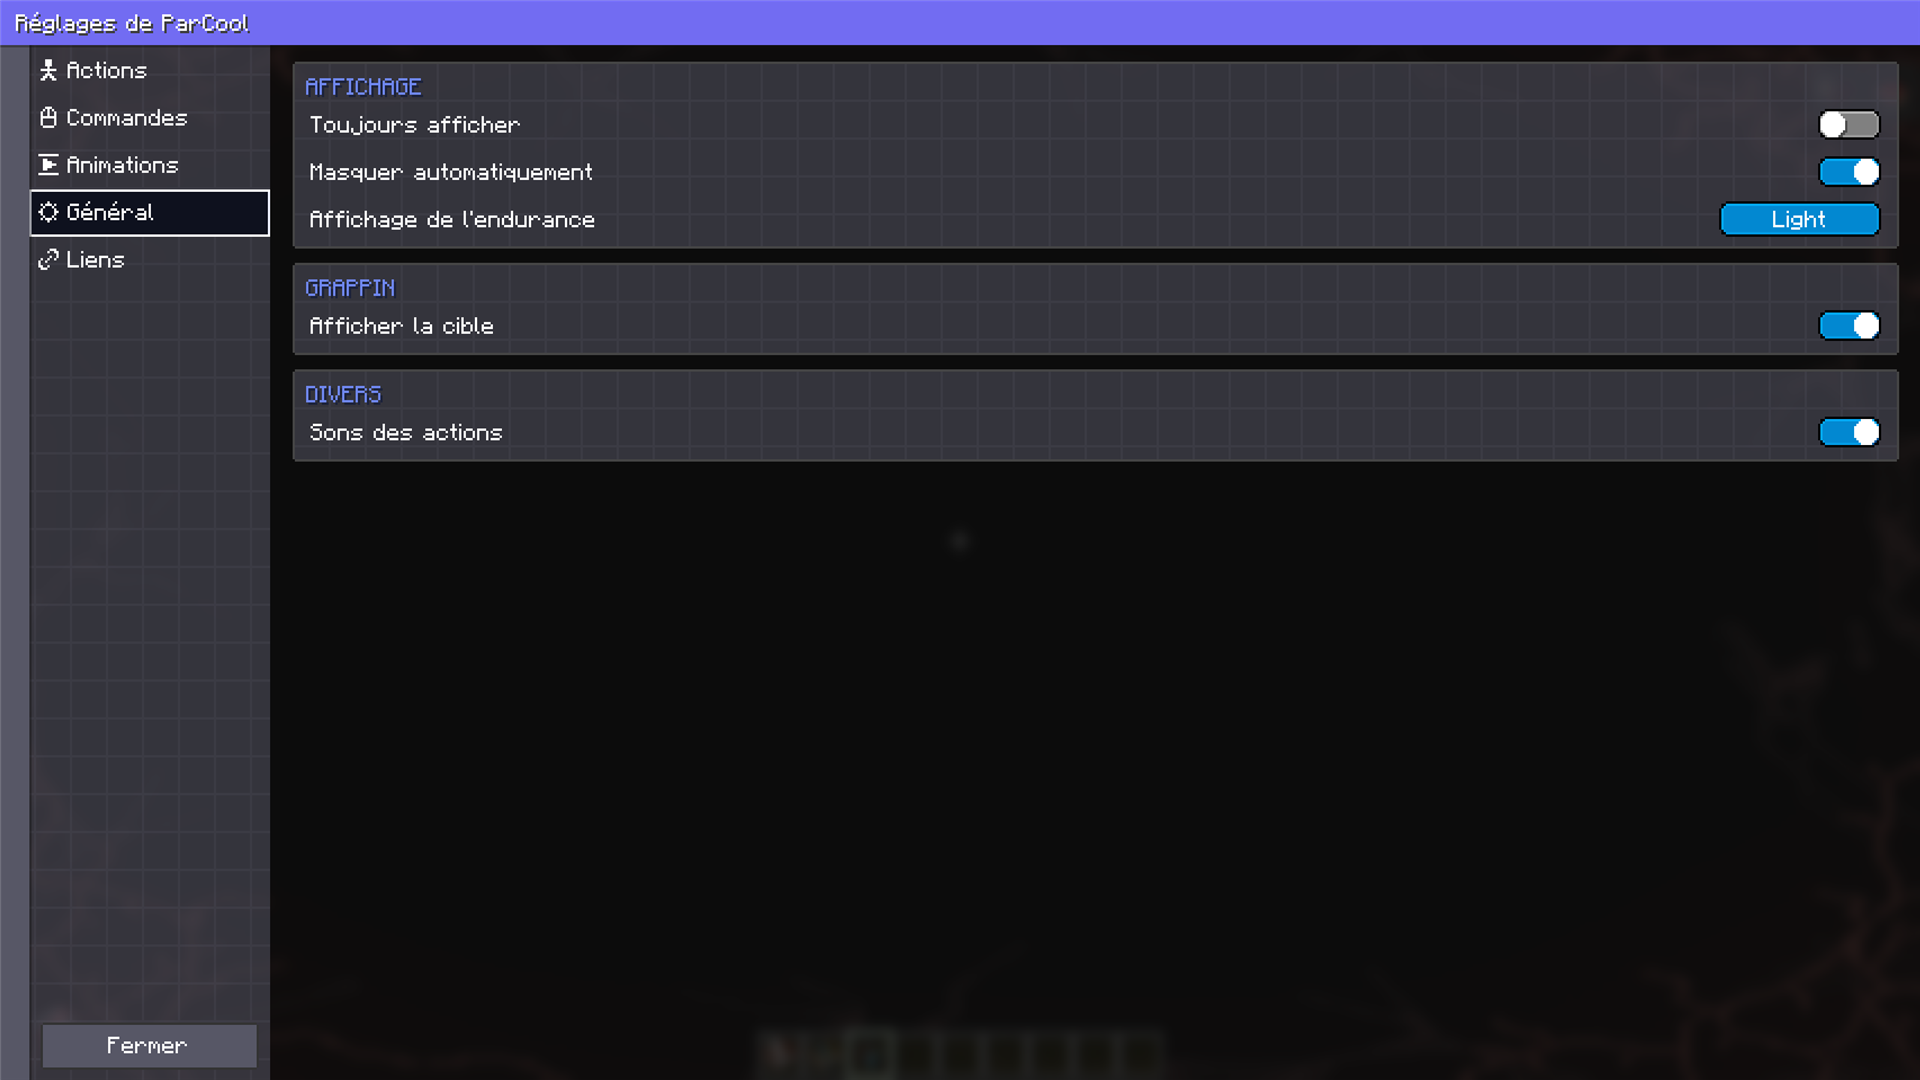 Réglages de ParCool
Actions
Commandes
Animations
Général
Liens
AFFICHAGE
Toujours afficher
Masquer automatiquement
Affichage de l'endurance
Light
GRAPPIN
Afficher la cible
DIVERS
Sons des actions
Fermer